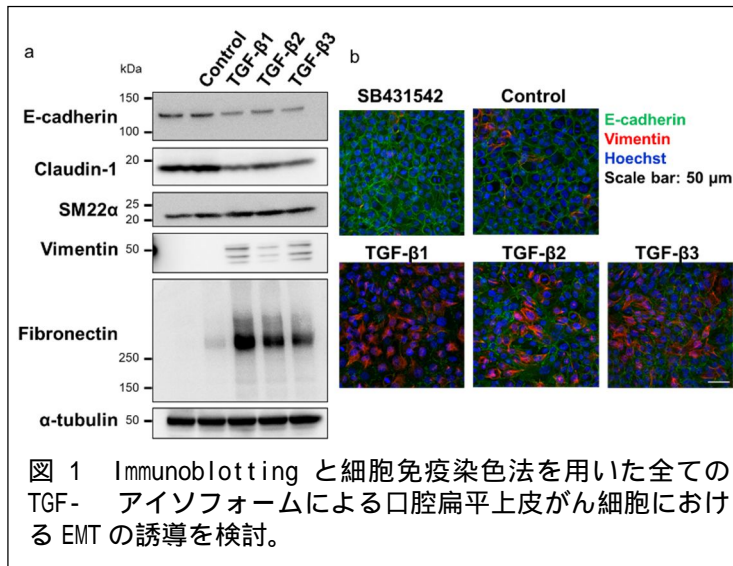 a
kDa
Control
TGF-β1
TGF-β2
TGF-β3
E-cadherin
150
100
Claudin-1
20
SM22α
25
20
Vimentin
50
Fibronectin
250
150
α-tubulin
50
b
SB431542
Control
E-cadherin
Vimentin
Hoechst
Scale bar: 50 μm
TGF-β1
TGF-β2
TGF-β3
図 1 Immunoblotting と細胞免疫染色法を用いた全ての
TGF- アイソフォームによる口腔扁平上皮がん細胞におけ
る EMT の誘導を検討。